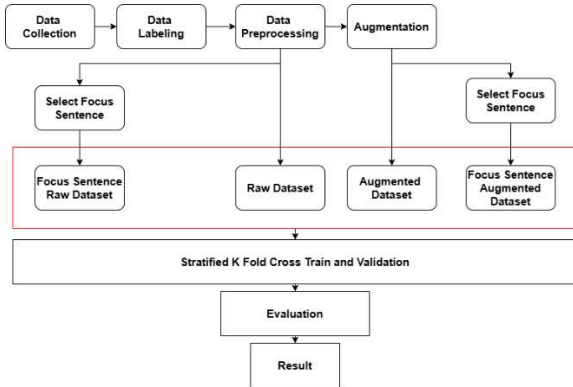 Data
Collection
Data
Labeling
Data
Preprocessing
Augmentation
Select Focus
Sentence
Select Focus
Sentence
Focus Sentence
Raw Dataset
Raw Dataset
Augmented
Dataset
Focus Sentence
Augmented
Dataset
Stratified K Fold Cross Train and Validation
Evaluation
Result